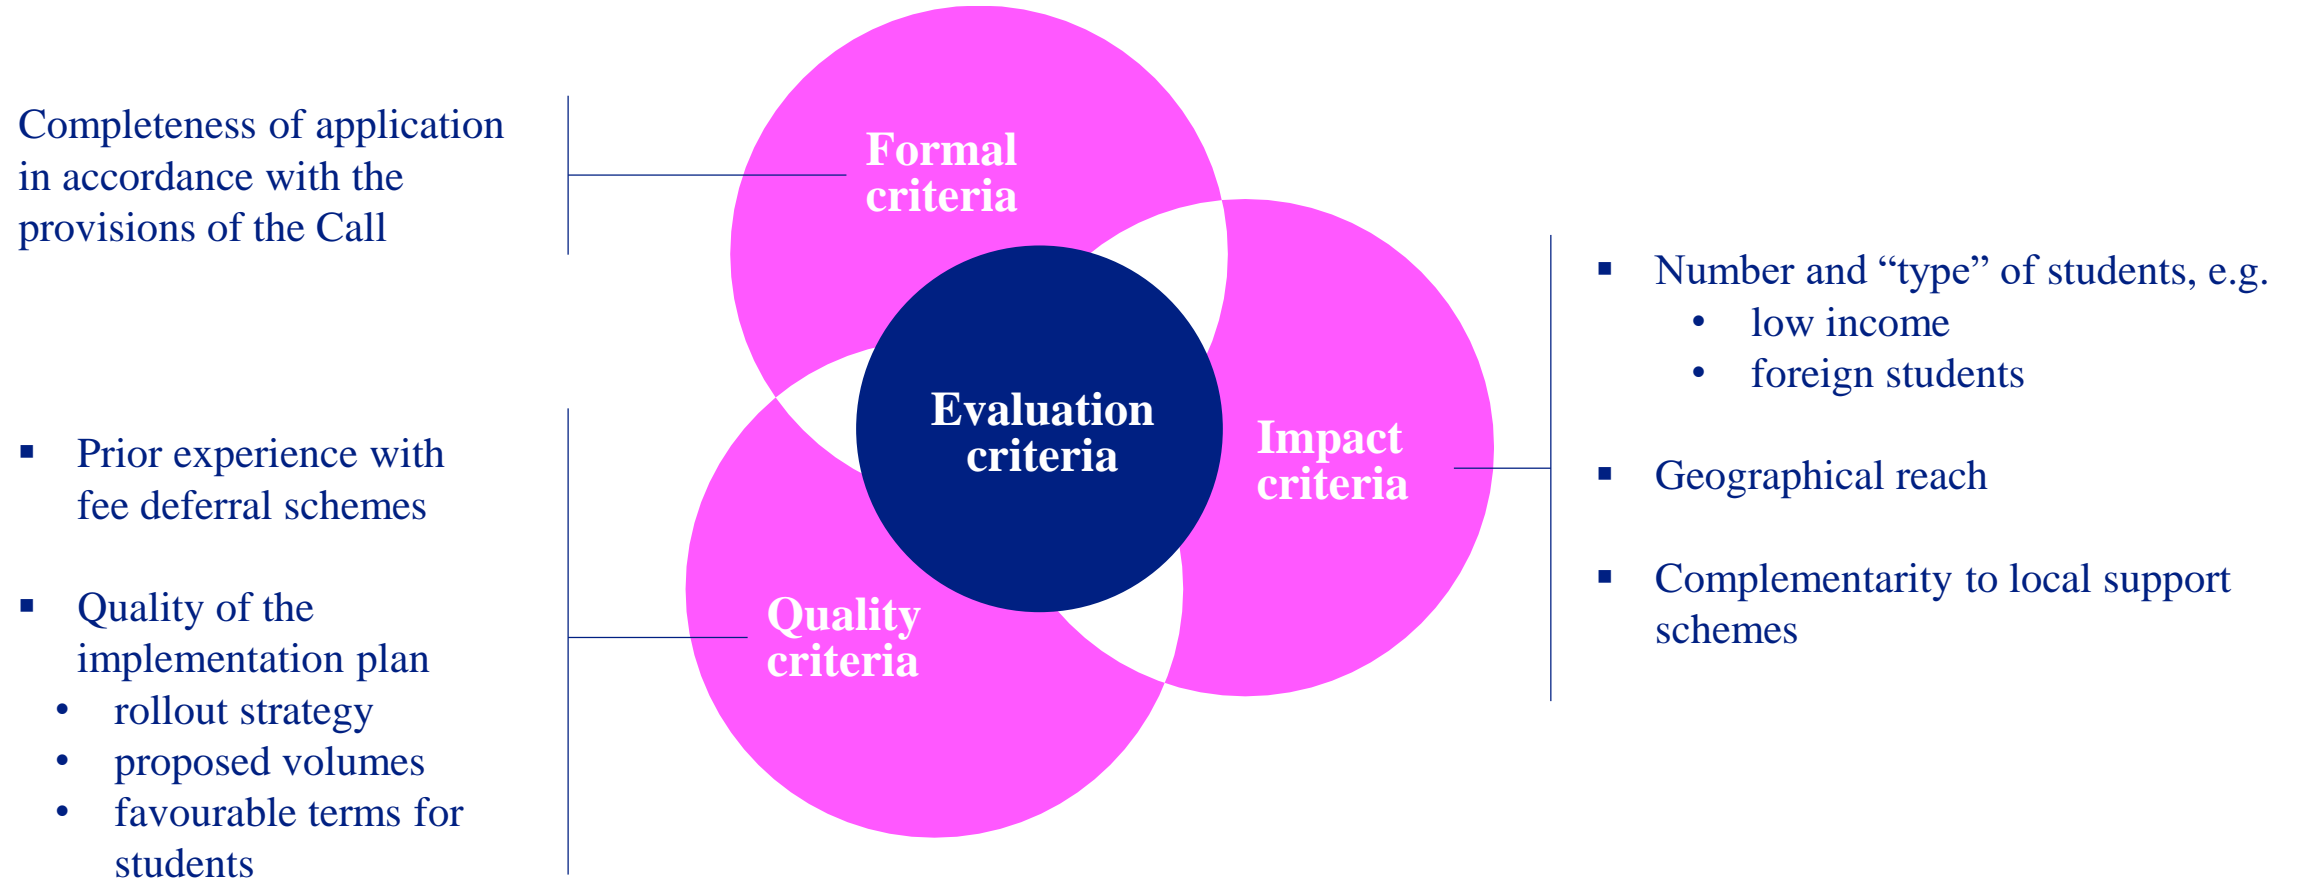 Completeness of application
in accordance with the
provisions of the Call
▪ Prior experience with
fee deferral schemes
▪ Quality of the
implementation plan
• rollout strategy
• proposed volumes
• favourable terms for
students
Formal
criteria
Evaluation
criteria
Impact
criteria
Quality
criteria
▪ Number and “type” of students, e.g.
• low income
• foreign students
▪ Geographical reach
▪ Complementarity to local support
schemes